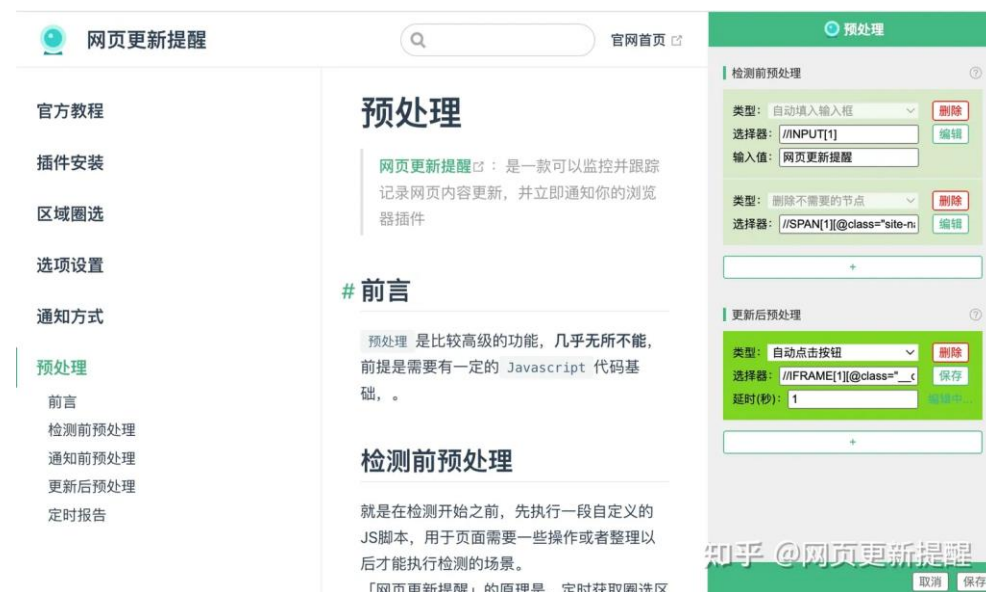 网页更新提醒
官网首页
官方教程
插件安装
区域圈选
选项设置
通知方式
预处理
前言
检测前预处理
通知前预处理
更新后预处理
定时报告
预处理
网页更新提醒 ：是一款可以监控并跟踪
记录网页内容更新，并立即通知你的浏览
器插件
# 前言
预处理 是比较高级的功能，几乎无所不能，
前提是需要有一定的 Javascript 代码基
础，。
检测前预处理
就是在检测开始之前，先执行一段自定义的
JS脚本，用于页面需要一些操作或者整理以
后才能执行检测的场景。
「网页更新提醒」的原理是，定时获取圈选区
预处理
检测前预处理 ?
类型： 自动填入输入框 删除
选择器： //INPUT[1] 编辑
输入值： 网页更新提醒
类型： 删除不需要的节点 删除
选择器： //SPAN[1][@class="site-na 编辑
+
更新后预处理 ?
类型： 自动点击按钮 删除
选择器： //IFRAME[1][@class="__c 保存
延时(秒)： 1 编辑中...
+
知乎 @网页更新提醒
取消 保存